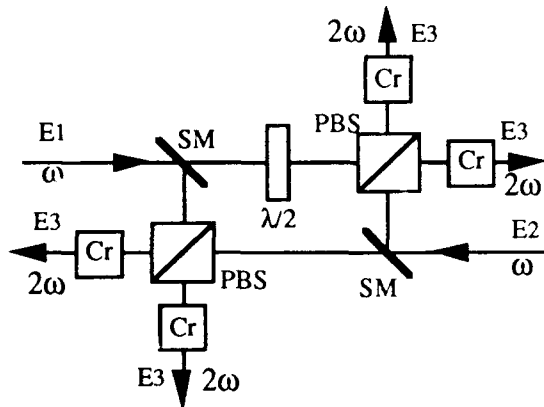 2ω E3
Cr
E1 SM PBS E3
Cr
ω 2ω
λ/2
E3 E2
Cr
2ω PBS SM ω
Cr
E3 2ω